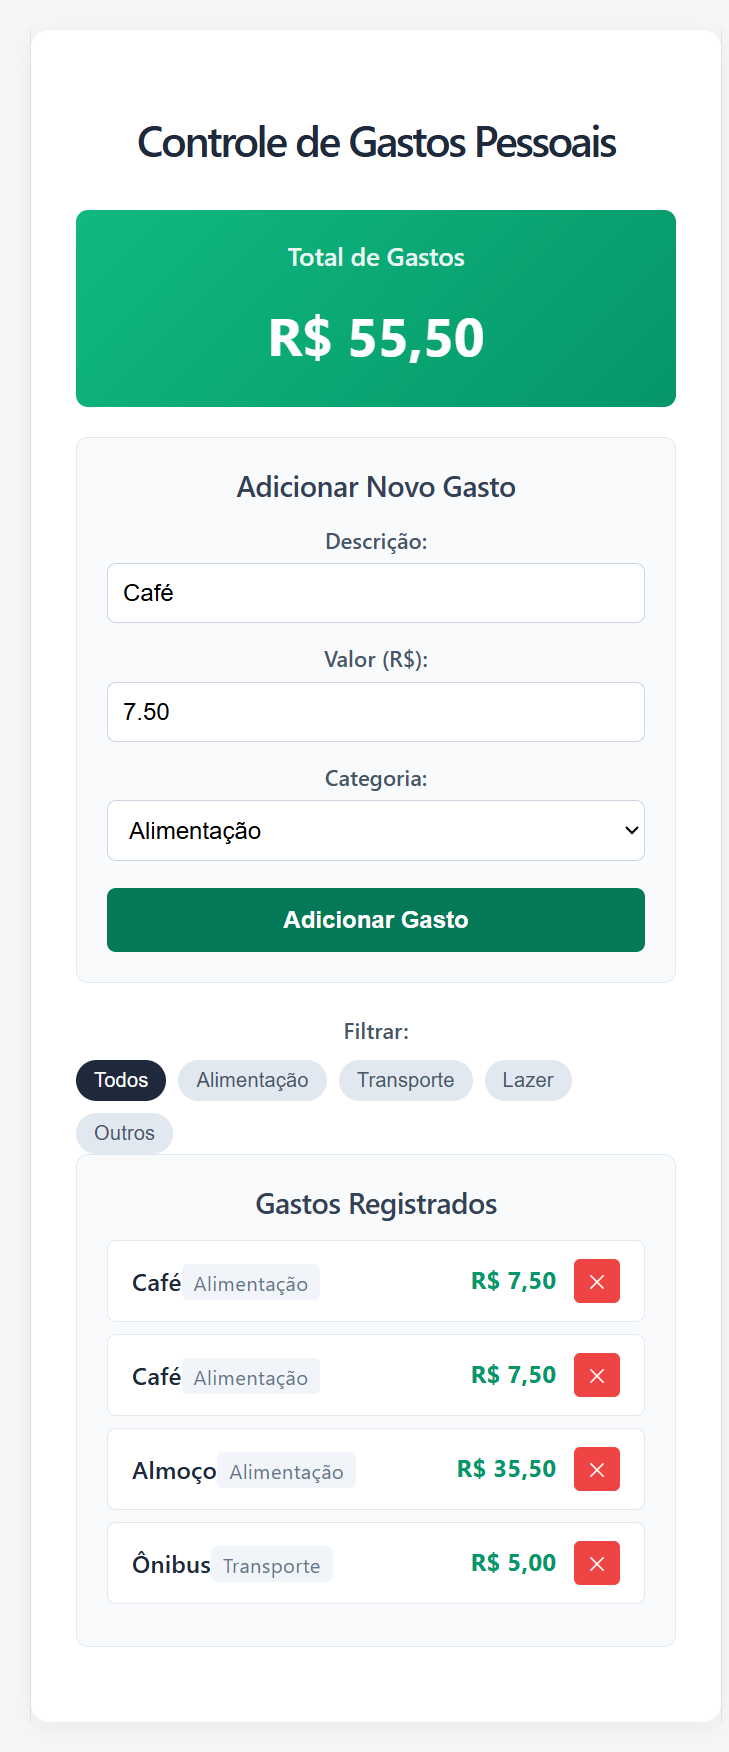 Controle de Gastos Pessoais
Total de Gastos
R$ 55,50
Adicionar Novo Gasto
Descrição:
Café
Valor (R$):
7.50
Categoria:
Alimentação
Adicionar Gasto
Filtrar:
Todos Alimentação Transporte Lazer
Outros
Gastos Registrados
Café Alimentação R$ 7,50 ×
Café Alimentação R$ 7,50 ×
Almoço Alimentação R$ 35,50 ×
Ônibus Transporte R$ 5,00 ×